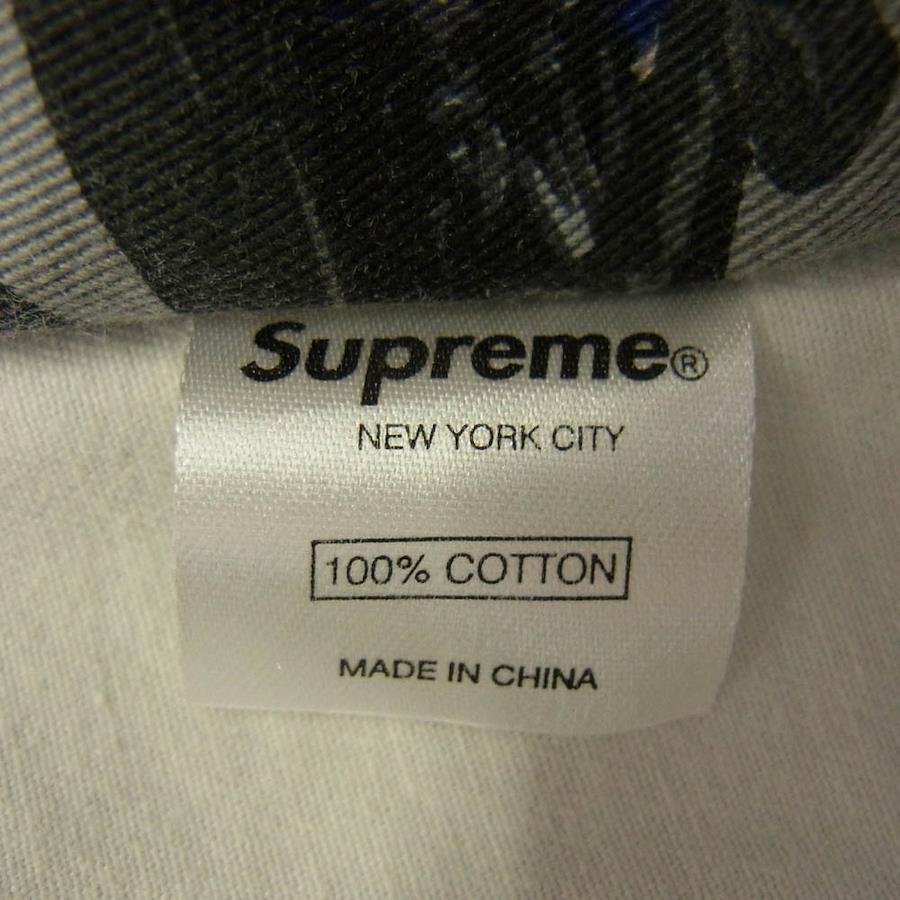 Supreme®
NEW YORK CITY
100% COTTON
MADE IN CHINA